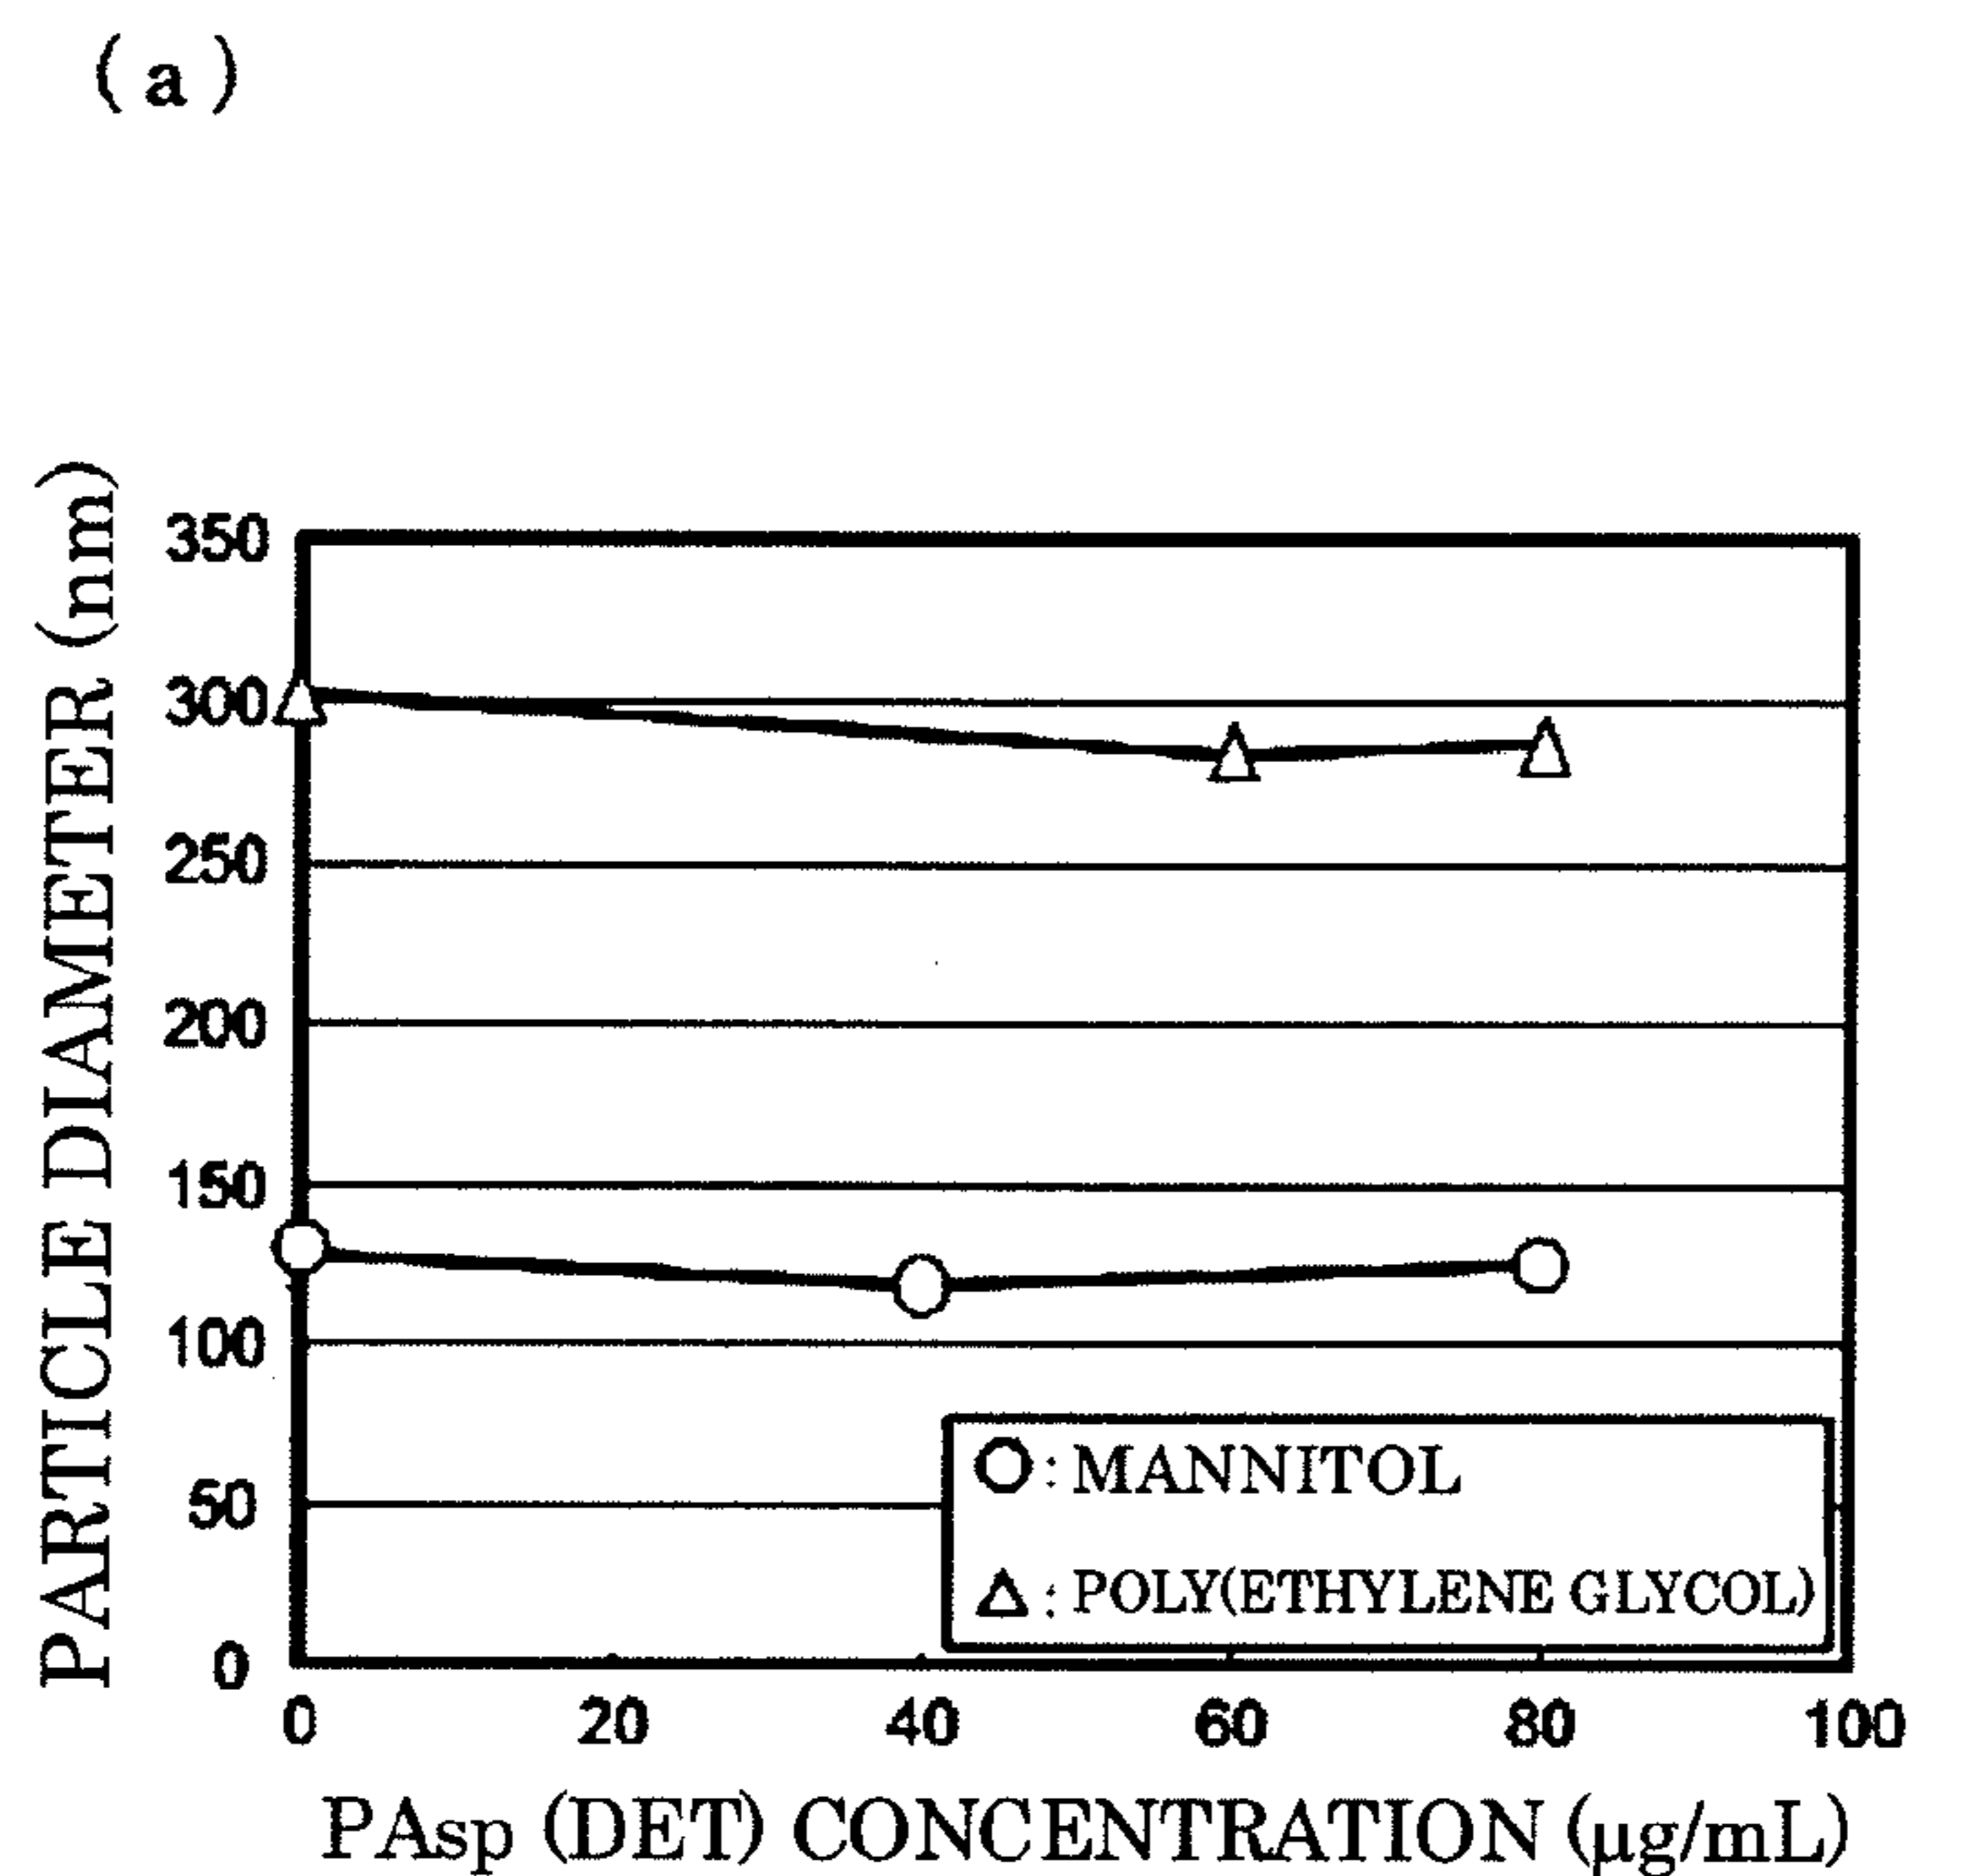 (a)
PARTICLE DIAMETER (nm)
350
300
250
200
150
100
50
0
○: MANNITOL
△: POLY(ETHYLENE GLYCOL)
0 20 40 60 80 100
PAsp (DET) CONCENTRATION (μg/mL)